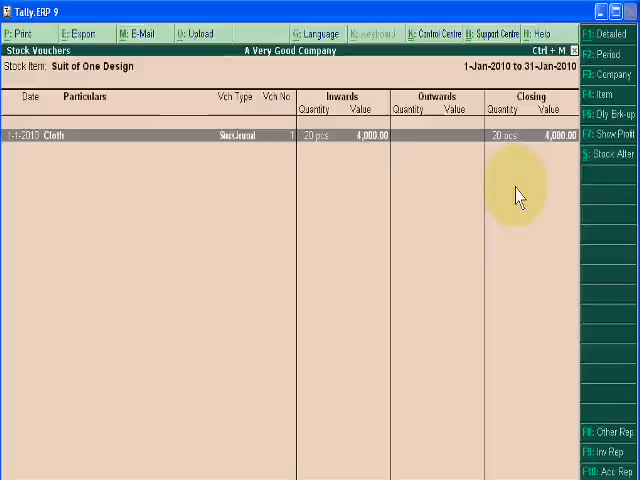 Tally.ERP 9
P: Print E: Export M: E-Mail O: Upload G: Language K: Keyboard K: Control Centre H: Support Centre H: Help
Stock Vouchers A Very Good Company Ctrl + M
Stock Item: Suit of One Design 1-Jan-2010 to 31-Jan-2010
Date Particulars Vch Type Vch No Inwards Outwards Closing
Quantity Value Quantity Value Quantity Value
1-1-2010 Cloth Stock Journal 1 20 pcs 4,000.00 20 pcs 4,000.00
F1: Detailed
F2: Period
F3: Company
F4: Item
F6: Dly Brk-up
F7: Show Profit
S: Stock Alter
F8: Other Rep
F9: Inv Rep
F10: Acc Rep